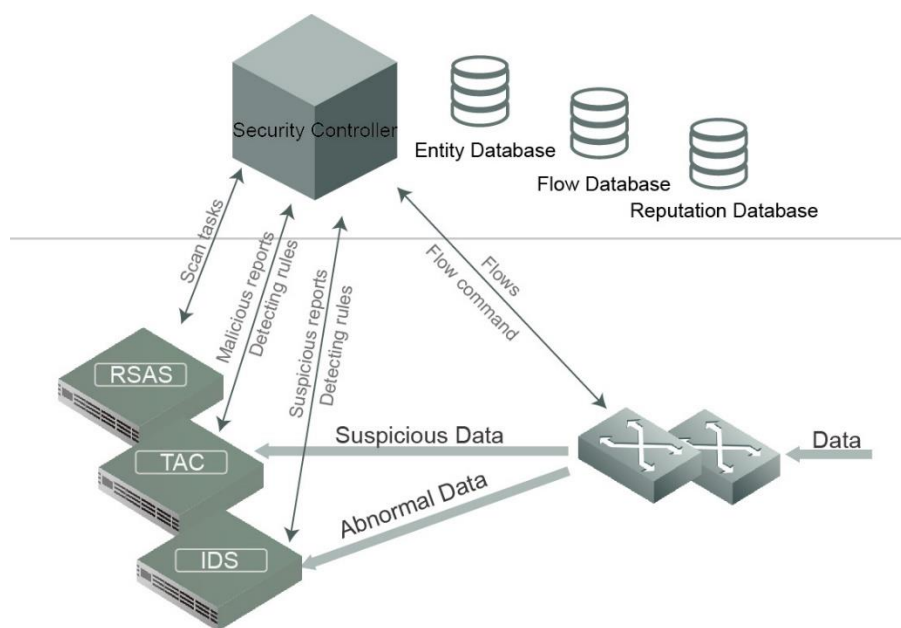 Security Controller
Entity Database
Flow Database
Reputation Database
Scan tasks
Malicious reports
Detecting rules
Suspicious reports
Detecting rules
Flows
Flow command
RSAS
TAC
IDS
Suspicious Data
Abnormal Data
Data